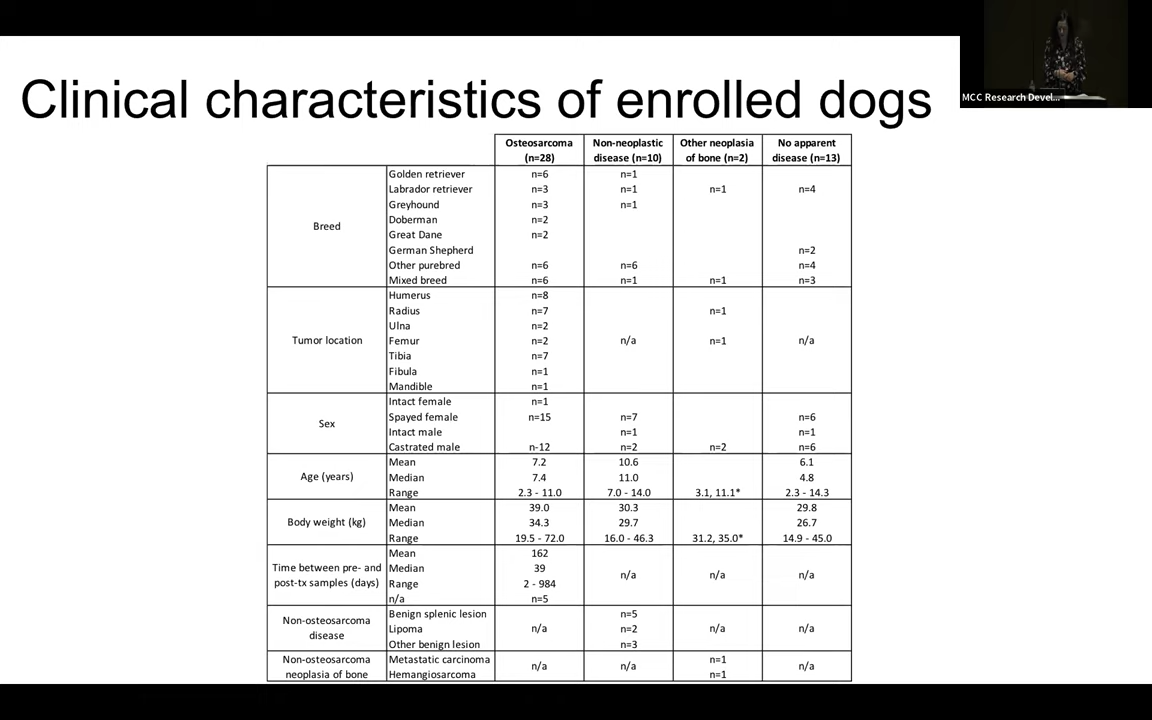 MCC Research Devel...
Clinical characteristics of enrolled dogs
Osteosarcoma (n=28) Non-neoplastic disease (n=10) Other neoplasia of bone (n=2) No apparent disease (n=13)
Breed
Golden retriever n=6 n=1
Labrador retriever n=3 n=1 n=1 n=4
Greyhound n=3 n=1
Doberman n=2
Great Dane n=2
German Shepherd n=2
Other purebred n=6 n=6 n=4
Mixed breed n=6 n=1 n=1 n=3
Tumor location
Humerus n=8
Radius n=7 n=1
Ulna n=2
Femur n=2 n/a n=1 n/a
Tibia n=7
Fibula n=1
Mandible n=1
Sex
Intact female n=1
Spayed female n=15 n=7 n=6
Intact male n=1 n=1
Castrated male n-12 n=2 n=2 n=6
Age (years)
Mean 7.2 10.6 6.1
Median 7.4 11.0 4.8
Range 2.3 - 11.0 7.0 - 14.0 3.1, 11.1* 2.3 - 14.3
Body weight (kg)
Mean 39.0 30.3 29.8
Median 34.3 29.7 26.7
Range 19.5 - 72.0 16.0 - 46.3 31.2, 35.0* 14.9 - 45.0
Time between pre- and
post-tx samples (days)
Mean 162
Median 39 n/a n/a n/a
Range 2 - 984
n/a n=5
Non-osteosarcoma
disease
Benign splenic lesion n=5
Lipoma n/a n=2 n/a n/a
Other benign lesion n=3
Non-osteosarcoma
neoplasia of bone
Metastatic carcinoma n/a n/a n=1 n/a
Hemangiosarcoma n=1